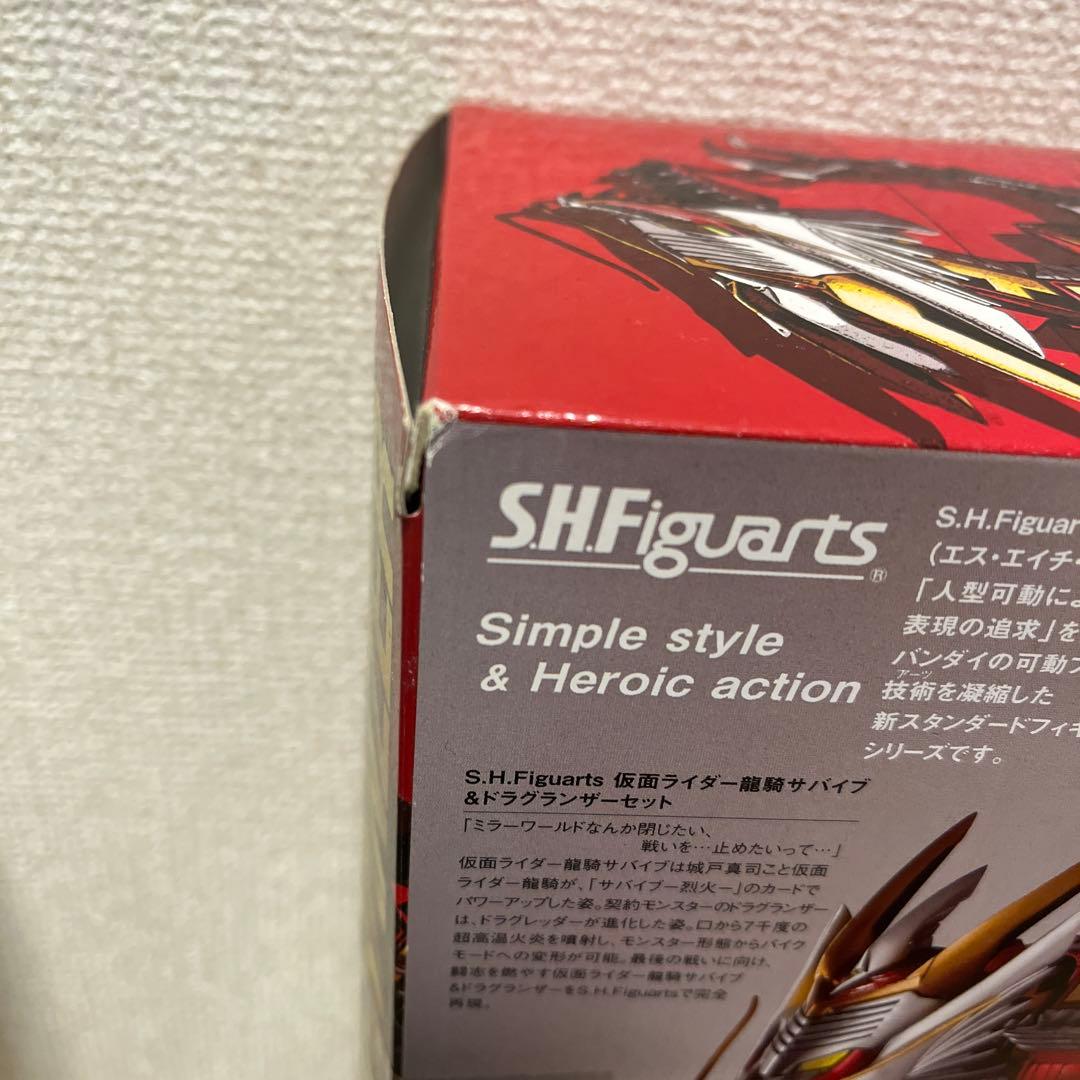 S.H.Figuarts
®
Simple style
& Heroic action
S.H.Figuar
(エス・エイチ・
「人型可動によ
表現の追求」を
バンダイの可動フ
アーツ
技術を凝縮した
新スタンダードフィギ
シリーズです。
S.H.Figuarts 仮面ライダー龍騎サバイブ
&ドラグランザーセット
「ミラーワールドなんか閉じたい、
戦いを…止めたいって…」
仮面ライダー龍騎サバイブは城戸真司こと仮面
ライダー龍騎が、「サバイブー烈火ー」のカードで
パワーアップした姿。契約モンスターのドラグランザー
は、ドラグレッダーが進化した姿。口から7千度の
超高温火炎を噴射し、モンスター形態からバイク
モードへの変形が可能。最後の戦いに向け、
闘志を燃やす仮面ライダー龍騎サバイブ
&ドラグランザーをS.H.Figuartsで完全
再現。